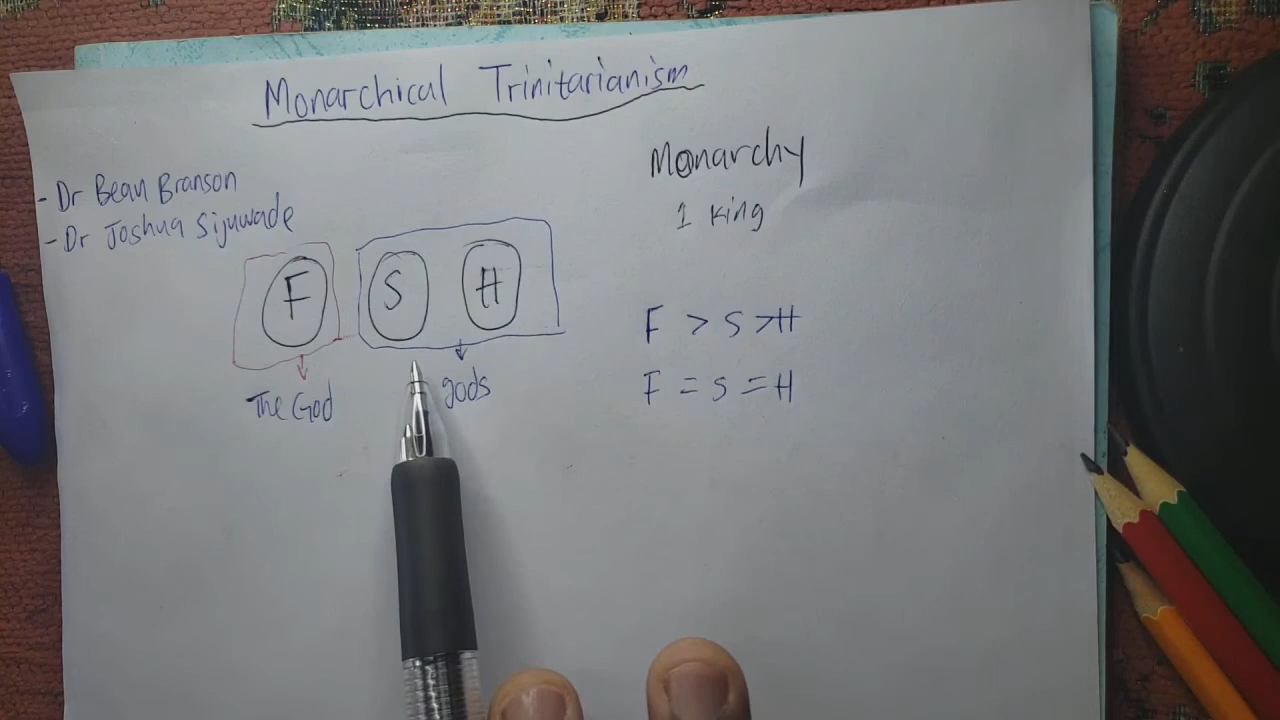 Monarchical Trinitarianism
- Dr Beau Branson
- Dr Joshua Sijuwade
F S H
The God
gods
Monarchy
1 King
F > S > H
F = S = H